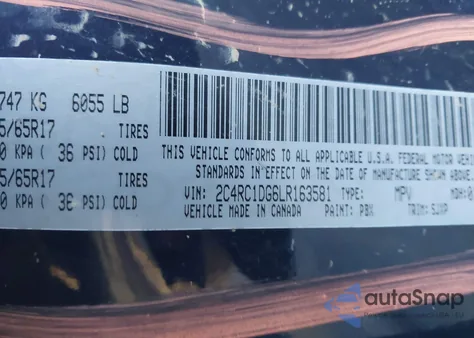 747 KG 6055 LB
5/65R17 TIRES
0 KPA ( 36 PSI) COLD
5/65R17 TIRES
0 KPA ( 36 PSI) COLD
THIS VEHICLE CONFORMS TO ALL APPLICABLE U.S.A. FEDERAL MOTOR
STANDARDS IN EFFECT ON THE DATE OF MANUFACTURE SHOWN ABOVE.
VIN: 2C4RC1DG6LR163581 TYPE: MPV
VEHICLE MADE IN CANADA PAINT: PBX TRIM:
autoSnap